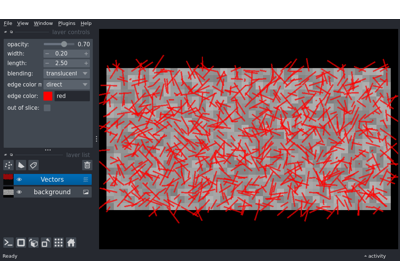 File View Window Plugins Help
layer controls
opacity: 0.70
width: 0.20
length: 2.50
blending: translucent
edge color m direct
edge color: red
out of slice:
layer list
Vectors
background
Ready
activity